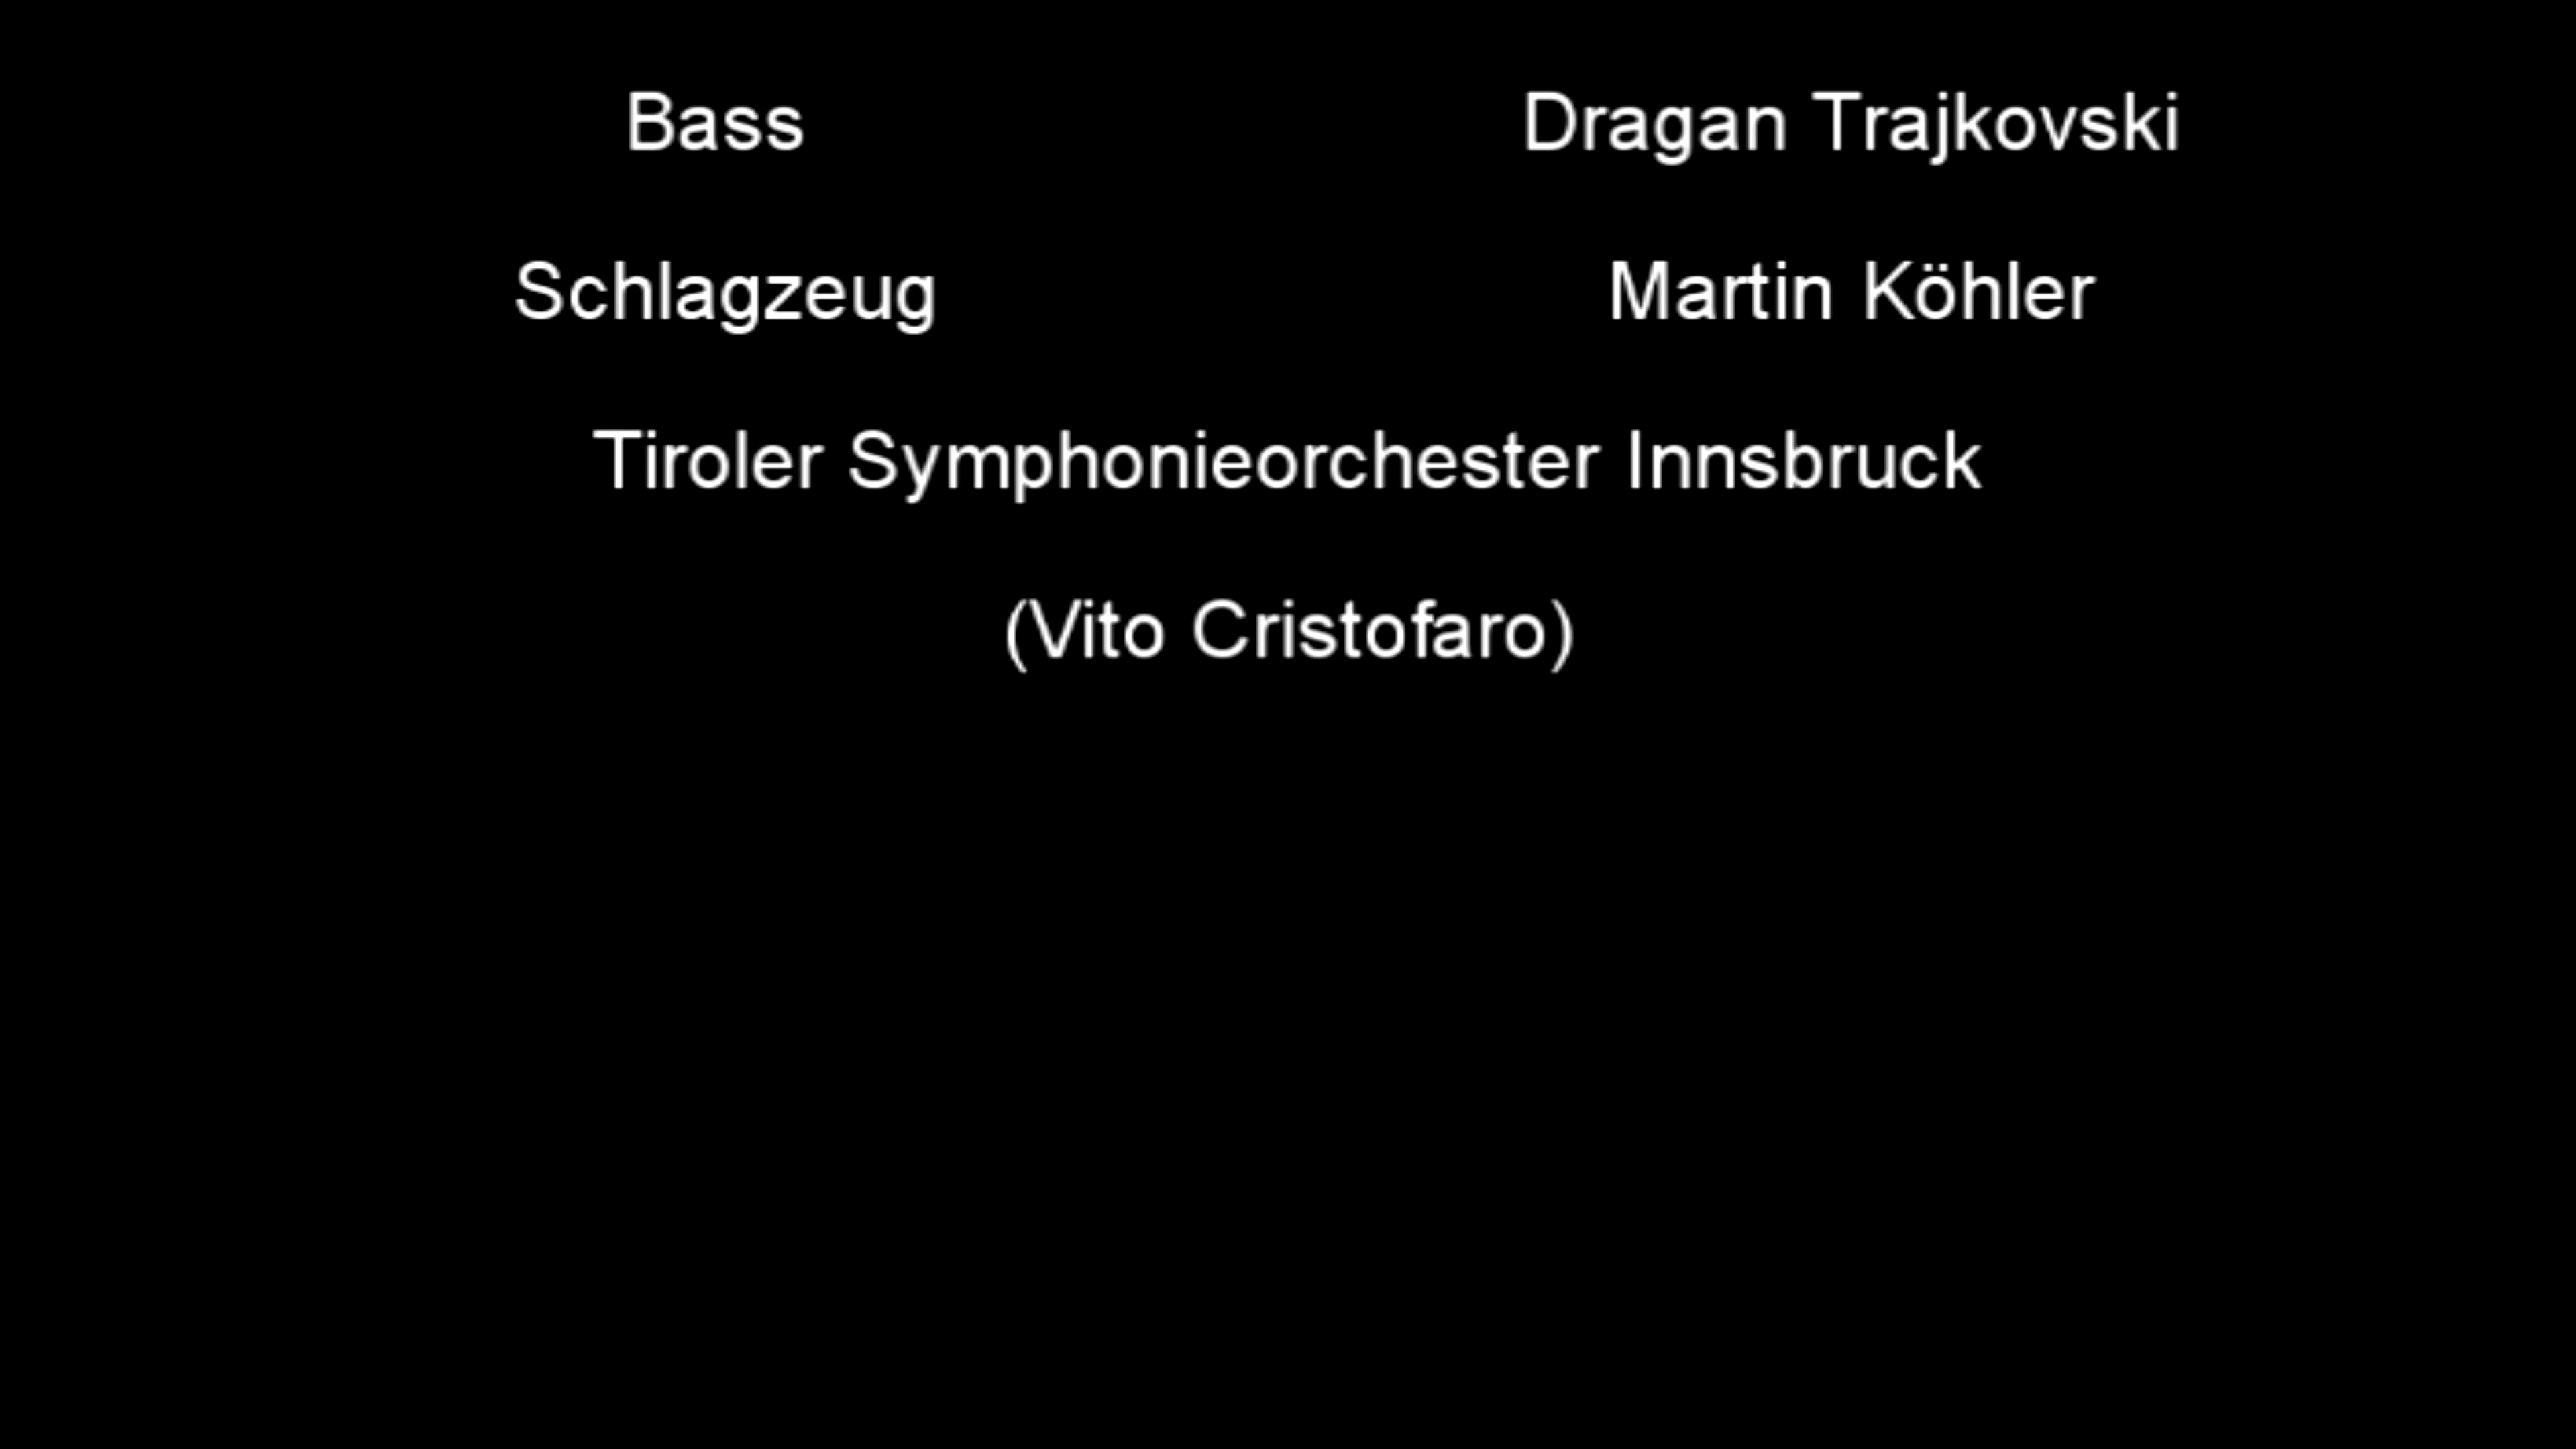 Bass Dragan Trajkovski
Schlagzeug Martin Köhler
Tiroler Symphonieorchester Innsbruck
(Vito Cristofaro)